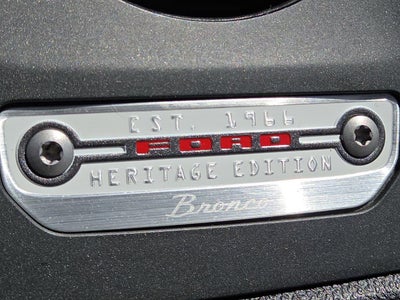 EST. 1966
FORD
HERITAGE EDITION
Bronco